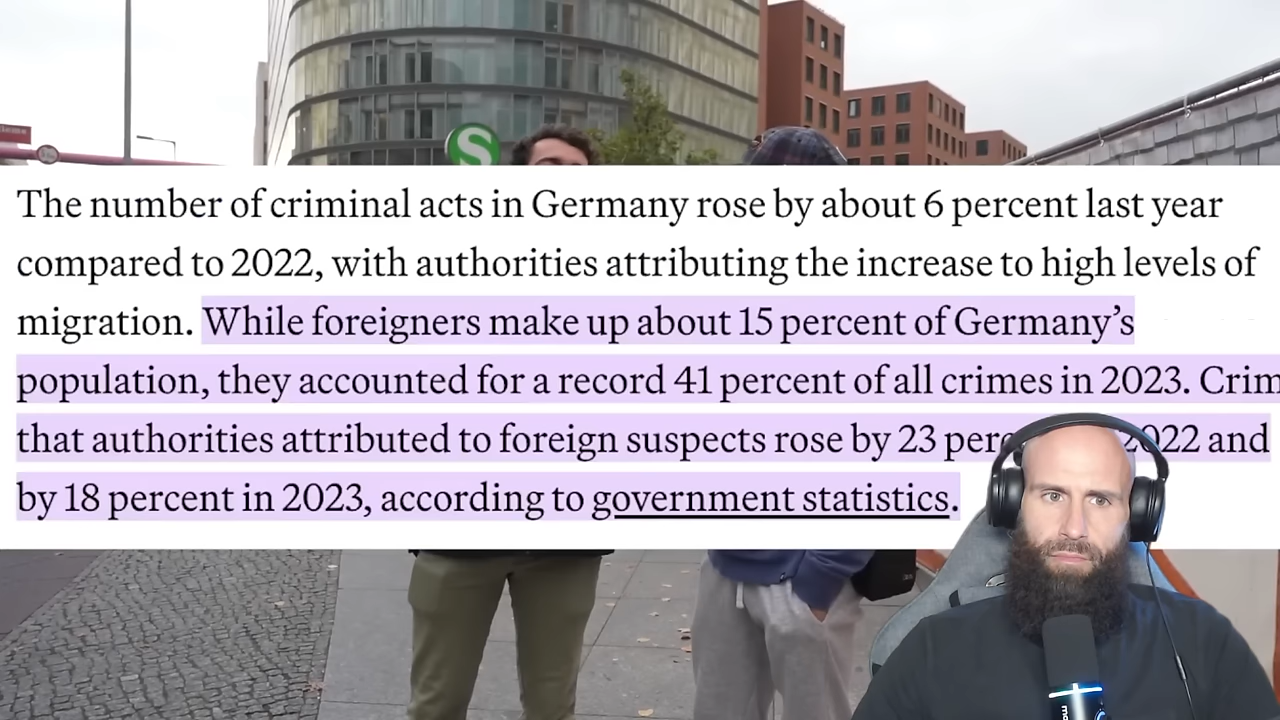 S
The number of criminal acts in Germany rose by about 6 percent last year
compared to 2022, with authorities attributing the increase to high levels of
migration. While foreigners make up about 15 percent of Germany’s
population, they accounted for a record 41 percent of all crimes in 2023. Crim
that authorities attributed to foreign suspects rose by 23 perc 2022 and
by 18 percent in 2023, according to government statistics.